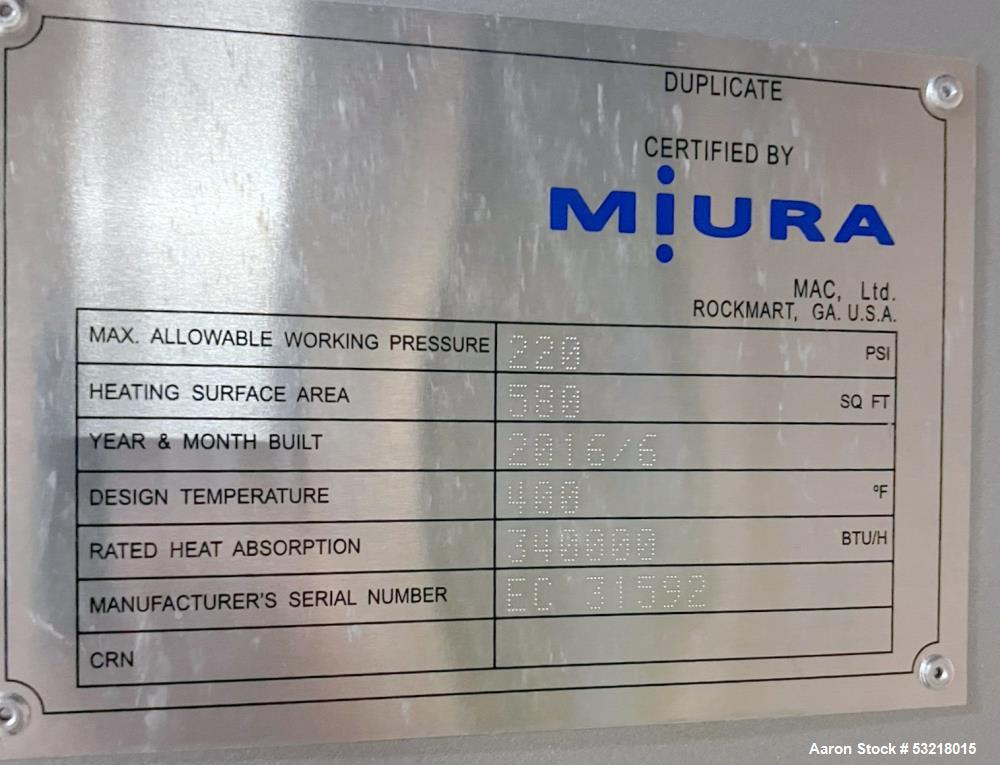 DUPLICATE
CERTIFIED BY
MIURA
MAC, Ltd.
ROCKMART, GA. U.S.A.
MAX. ALLOWABLE WORKING PRESSURE 220 PSI
HEATING SURFACE AREA 580 SQ FT
YEAR & MONTH BUILT 2016/6
DESIGN TEMPERATURE 400 ºF
RATED HEAT ABSORPTION 340000 BTU/H
MANUFACTURER'S SERIAL NUMBER EC 31592
CRN
Aaron Stock # 53218015